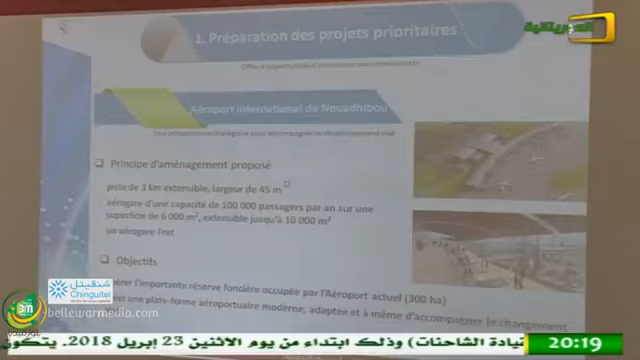 1. Préparation des projets prioritaires
الموريتانية
Aéroport international de Nouadhibou
❑ Principe d'aménagement proposé
piste de 3 km extensible, largeur de 45 m
aérogare d'une capacité de 100 000 passagers par an sur une
superficie de 6 000 m², extensible jusqu'à 10 000 m²
un aérogare Fret
❑ Objectifs
l'importante réserve foncière occupée par l'Aéroport actuel (300 ha)
une plate-forme aéroportuaire moderne, adaptée et à même d'accompagner le changement
شنقيتل
Chinguitel
bellewarmedia.com
قيادة الشاحنات) وذلك ابتداء من يوم الاثنين 23 إبريل 2018.
20:19